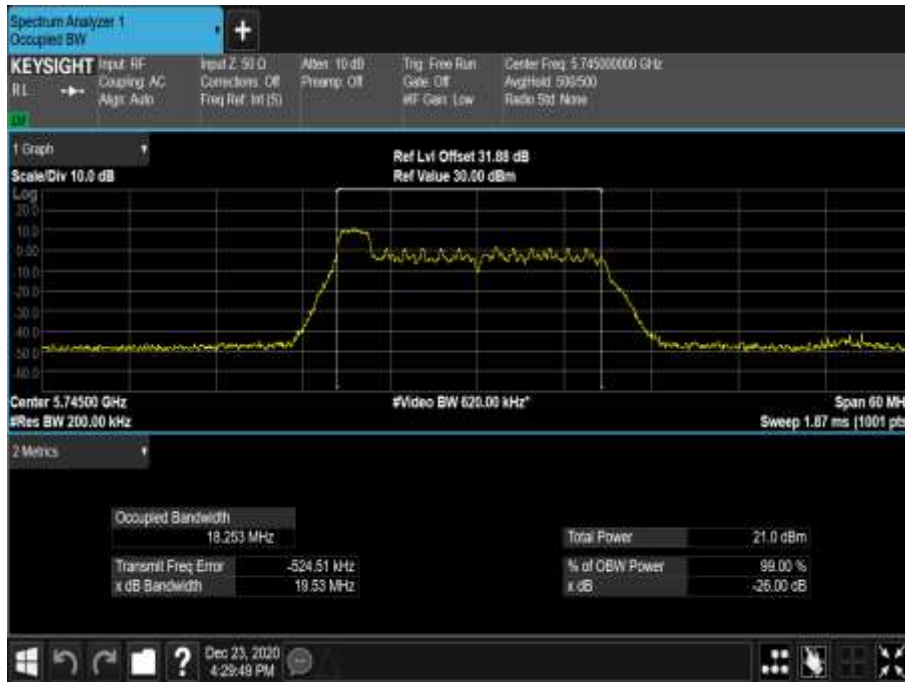 Spectrum Analyzer 1
Occupied BW
+
KEYSIGHT
RL
Input: RF
Coupling: AC
Align: Auto
Input Z: 50 Ω
Corrections: Off
Freq Ref: Int (S)
Atten: 10 dB
Preamp: Off
Trig: Free Run
Gate: Off
#IF Gain: Low
Center Freq: 5.745000000 GHz
Avg|Hold: 500/500
Radio Std: None
1 Graph
Scale/Div 10.0 dB
Ref Lvl Offset 31.88 dB
Ref Value 30.00 dBm
Log
20.0
10.0
0.00
-10.0
-20.0
-30.0
-40.0
-50.0
-60.0
Center 5.74500 GHz
#Res BW 200.00 kHz
#Video BW 620.00 kHz*
Span 60 MH
Sweep 1.87 ms (1001 pts
2 Metrics
Occupied Bandwidth
18.253 MHz
Transmit Freq Error -524.51 kHz
x dB Bandwidth 19.53 MHz
Total Power 21.0 dBm
% of OBW Power 99.00 %
x dB -26.00 dB
?
Dec 23, 2020
4:29:49 PM